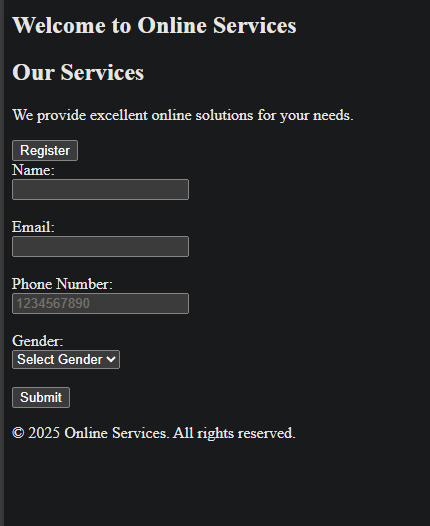 Welcome to Online Services
Our Services
We provide excellent online solutions for your needs.
Register
Name:
Email:
Phone Number:
1234567890
Gender:
Select Gender
Submit
© 2025 Online Services. All rights reserved.